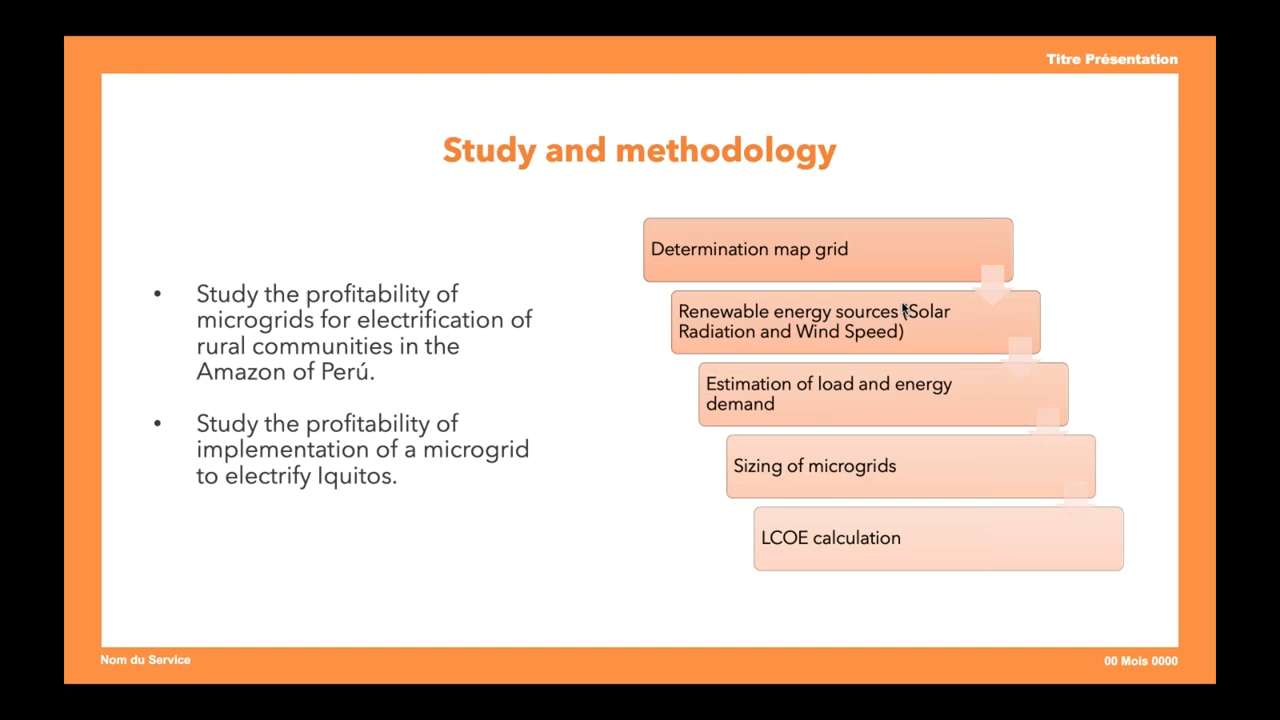 Titre Présentation
Study and methodology
• Study the profitability of
microgrids for electrification of
rural communities in the
Amazon of Perú.
• Study the profitability of
implementation of a microgrid
to electrify Iquitos.
Determination map grid
Renewable energy sources (Solar
Radiation and Wind Speed)
Estimation of load and energy
demand
Sizing of microgrids
LCOE calculation
Nom du Service
00 Mois 0000